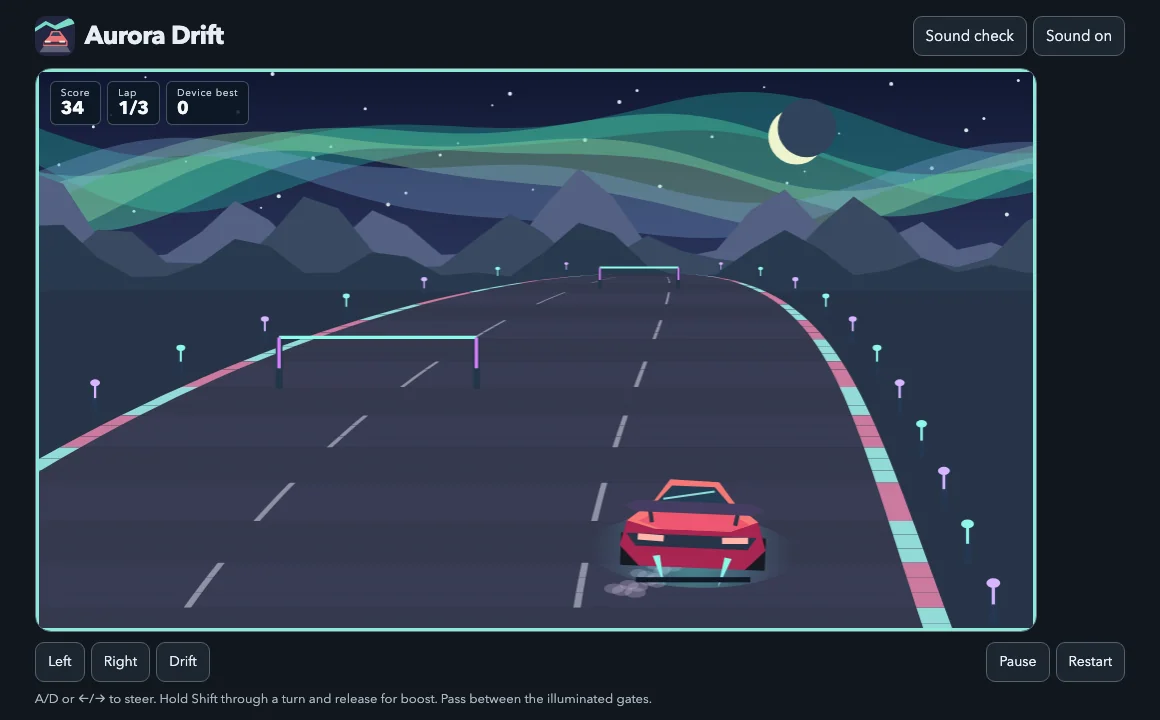 Aurora Drift
Sound check
Sound on
Score
34
Lap
1/3
Device best
0
Left
Right
Drift
Pause
Restart
A/D or ←/→ to steer. Hold Shift through a turn and release for boost. Pass between the illuminated gates.